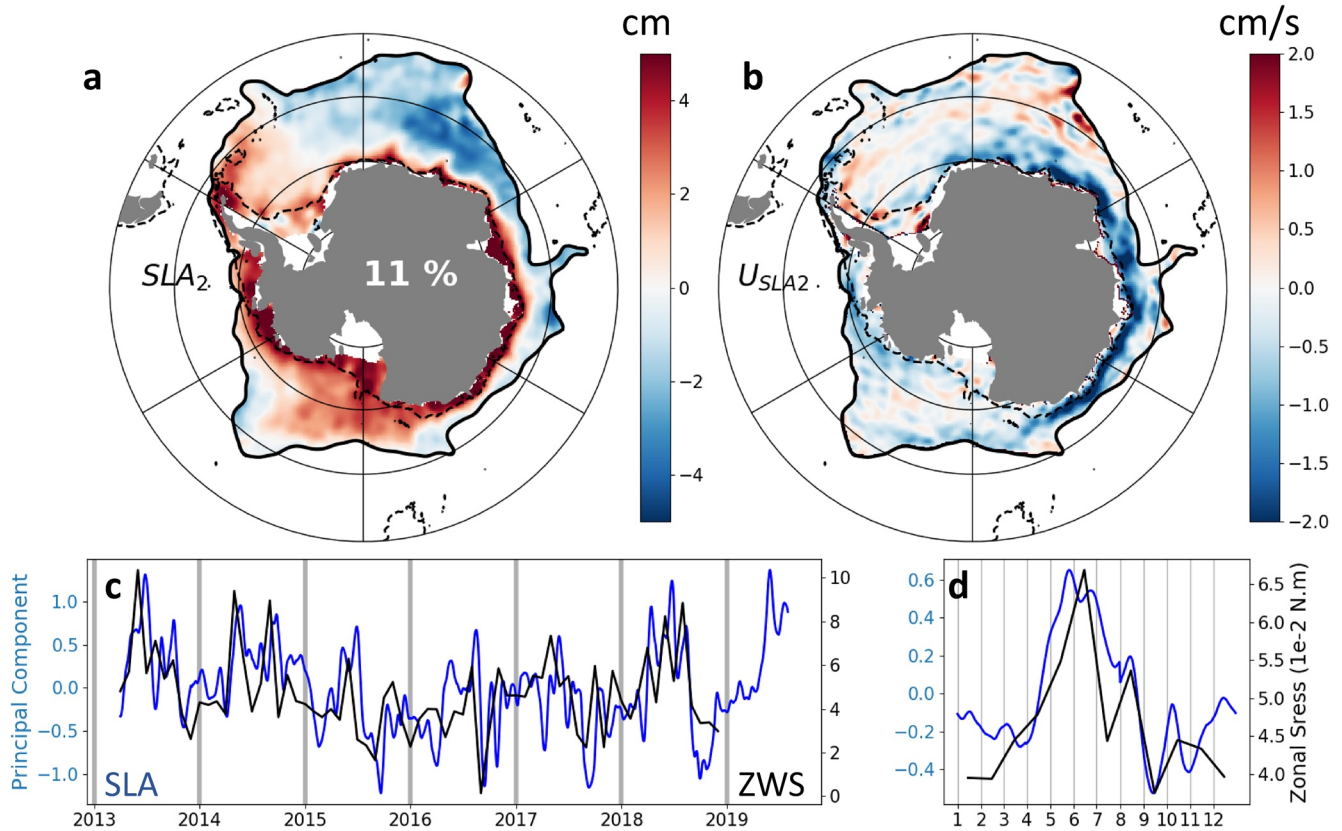 cm
cm/s
a
b
4
2
0
−2
−4
2.0
1.5
1.0
0.5
0.0
−0.5
−1.0
−1.5
−2.0
SLA₂
11 %
U_SLA2
c
d
Principal Component
1.0
0.5
0.0
−0.5
−1.0
10
8
6
4
2
0
SLA
ZWS
2013 2014 2015 2016 2017 2018 2019
0.6
0.4
0.2
0.0
−0.2
−0.4
6.5
6.0
5.5
5.0
4.5
4.0
Zonal Sress (1e-2 N.m)
1 2 3 4 5 6 7 8 9 10 11 12